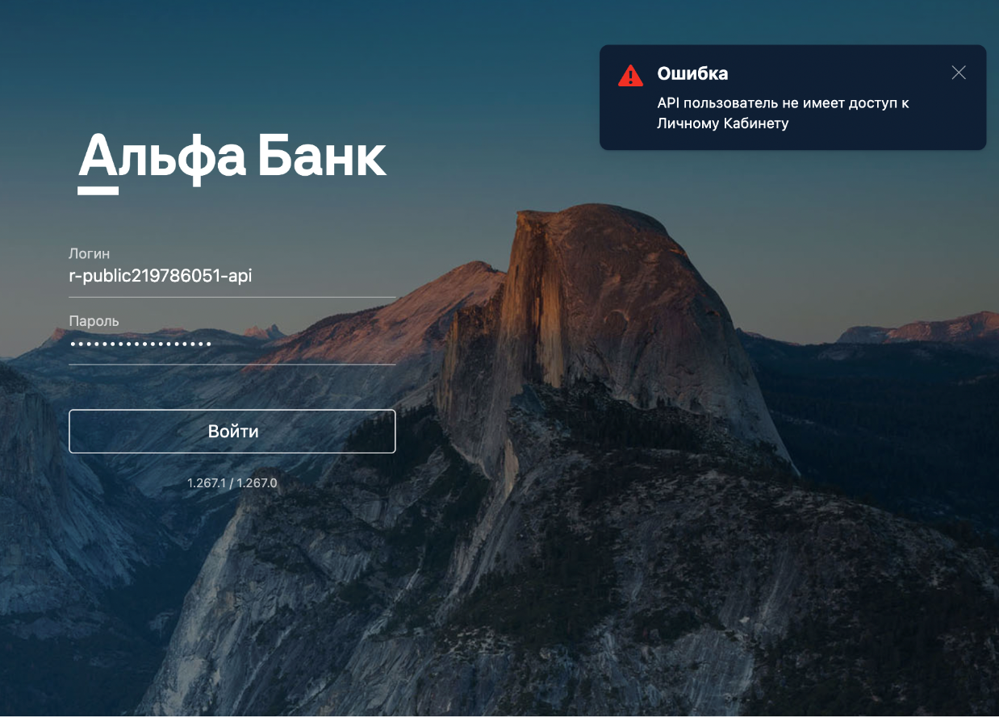 Ошибка
API пользователь не имеет доступ к
Личному Кабинету
Альфа Банк
Логин
r-public219786051-api
Пароль
••••••••••••••••••
Войти
1.267.1 / 1.267.0